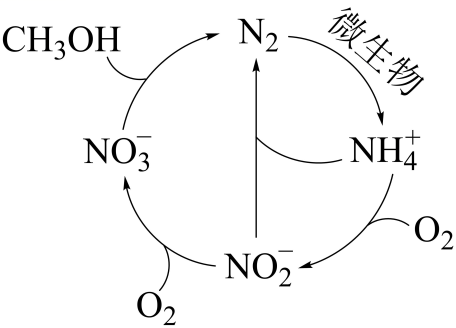 CH₃OH
N₂
微生物
NO₃⁻
NH₄⁺
O₂
NO₂⁻
O₂